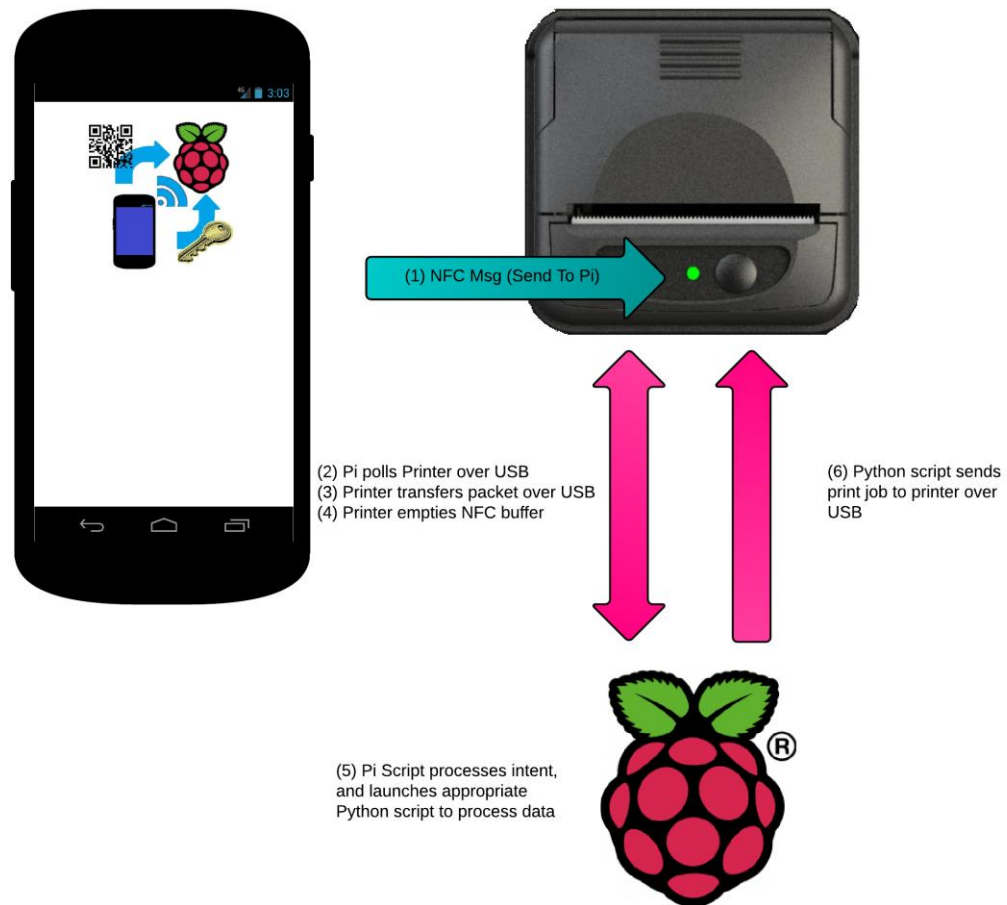 4G 3:03
(1) NFC Msg (Send To Pi)
(2) Pi polls Printer over USB
(3) Printer transfers packet over USB
(4) Printer empties NFC buffer
(6) Python script sends
print job to printer over
USB
(5) Pi Script processes intent,
and launches appropriate
Python script to process data
®